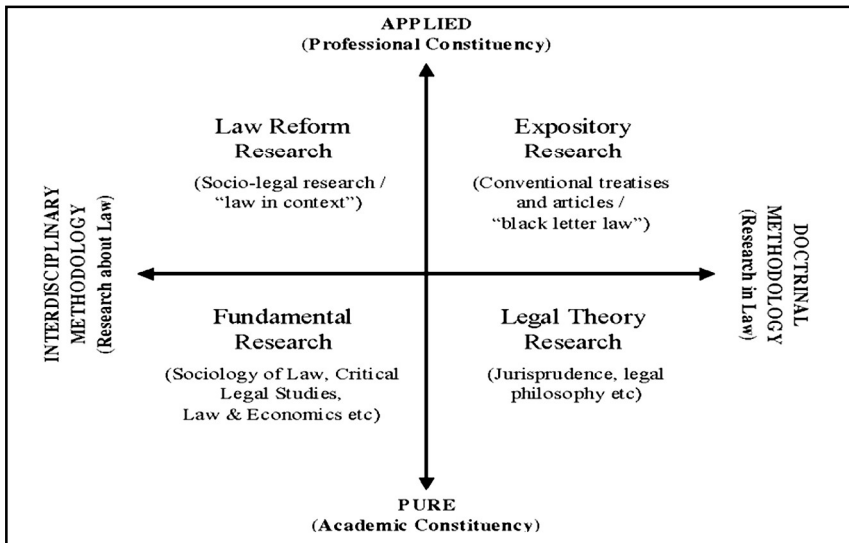 APPLIED
(Professional Constituency)
Law Reform
Research
(Socio-legal research /
“law in context”)
Expository
Research
(Conventional treatises
and articles /
“black letter law”)
INTERDISCIPLINARY
METHODOLOGY
(Research about Law)
DOCTRINAL
METHODOLOGY
(Research in Law)
Fundamental
Research
(Sociology of Law, Critical
Legal Studies,
Law & Economics etc)
Legal Theory
Research
(Jurisprudence, legal
philosophy etc)
PURE
(Academic Constituency)